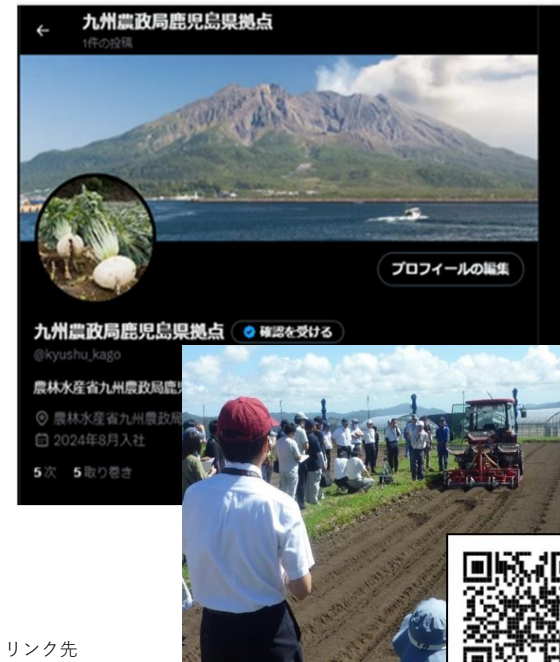 九州農政局鹿児島県拠点
1件の投稿
プロフィールの編集
九州農政局鹿児島県拠点
確認を受ける
@kyushu_kago
農林水産省九州農政局鹿
農林水産省九州農政局
2024年8月入社
5次 5取り巻き
リンク先